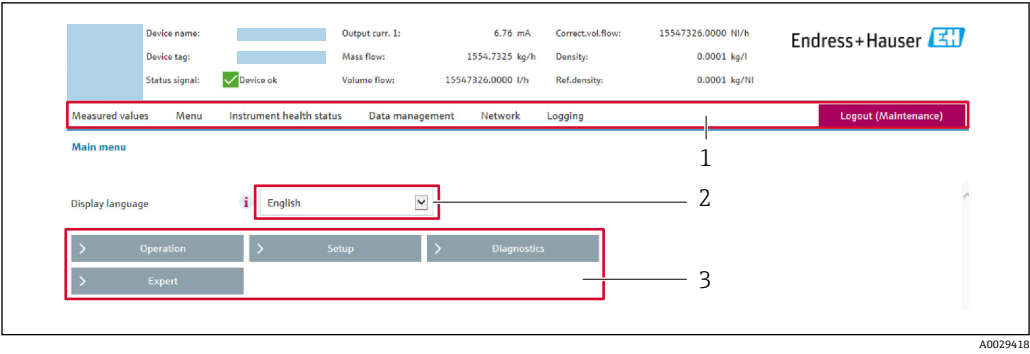 Device name: Output curr. 1: 6.76 mA Correct.vol.flow: 15547326.0000 Nl/h
Endress+Hauser EH
Device tag: Mass flow: 1554.7325 kg/h Density: 0.0001 kg/l
Status signal: Device ok Volume flow: 15547326.0000 l/h Ref.density: 0.0001 kg/Nl
Measured values Menu Instrument health status Data management Network Logging Logout (Maintenance)
1
Main menu
Display language i English 2
> Operation > Setup > Diagnostics
> Expert 3
A0029418